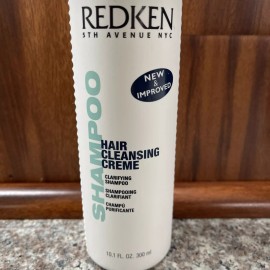 REDKEN
5TH AVENUE NYC
NEW
&
IMPROVED
SHAMPOO
HAIR
CLEANSING
CREME
CLARIFYING
SHAMPOO
SHAMPOOING
CLARIFIANT
CHAMPÚ
PURIFICANTE
10.1 FL. OZ. 300 ml